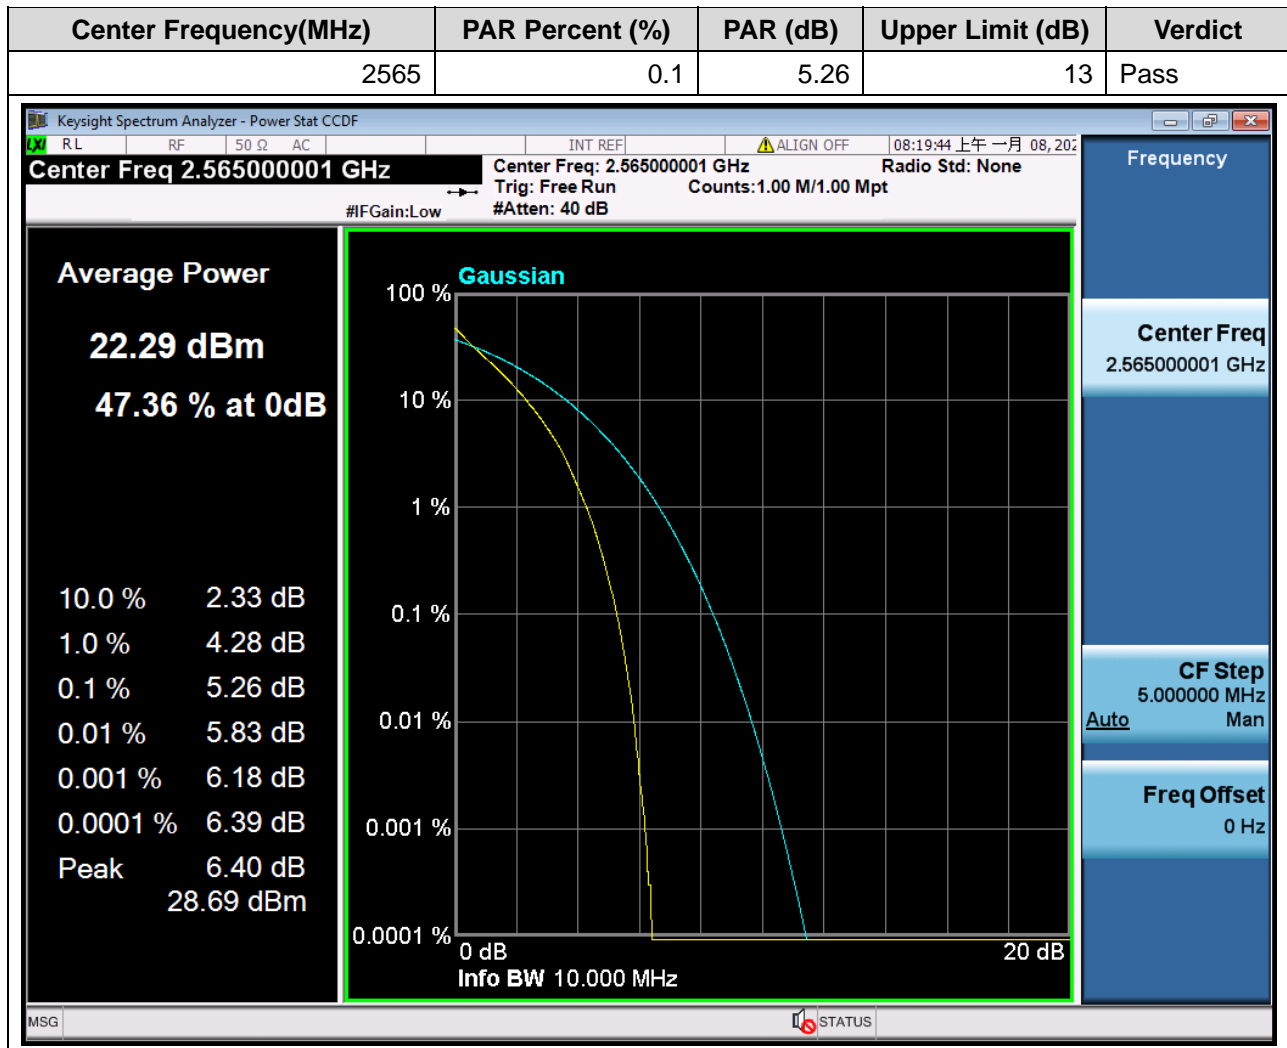 Center Frequency(MHz) PAR Percent (%) PAR (dB) Upper Limit (dB) Verdict
2565 0.1 5.26 13 Pass
Keysight Spectrum Analyzer - Power Stat CCDF
LXI RL RF 50 Ω AC INT REF ALIGN OFF 08:19:44 上午 一月 08, 202
Center Freq 2.565000001 GHz
Center Freq: 2.565000001 GHz Radio Std: None
Trig: Free Run Counts:1.00 M/1.00 Mpt
#IFGain:Low #Atten: 40 dB
Frequency
Average Power
22.29 dBm
47.36 % at 0dB
10.0 % 2.33 dB
1.0 % 4.28 dB
0.1 % 5.26 dB
0.01 % 5.83 dB
0.001 % 6.18 dB
0.0001 % 6.39 dB
Peak 6.40 dB
28.69 dBm
Gaussian
100 %
10 %
1 %
0.1 %
0.01 %
0.001 %
0.0001 %
0 dB 20 dB
Info BW 10.000 MHz
Center Freq
2.565000001 GHz
CF Step
5.000000 MHz
Auto Man
Freq Offset
0 Hz
MSG STATUS